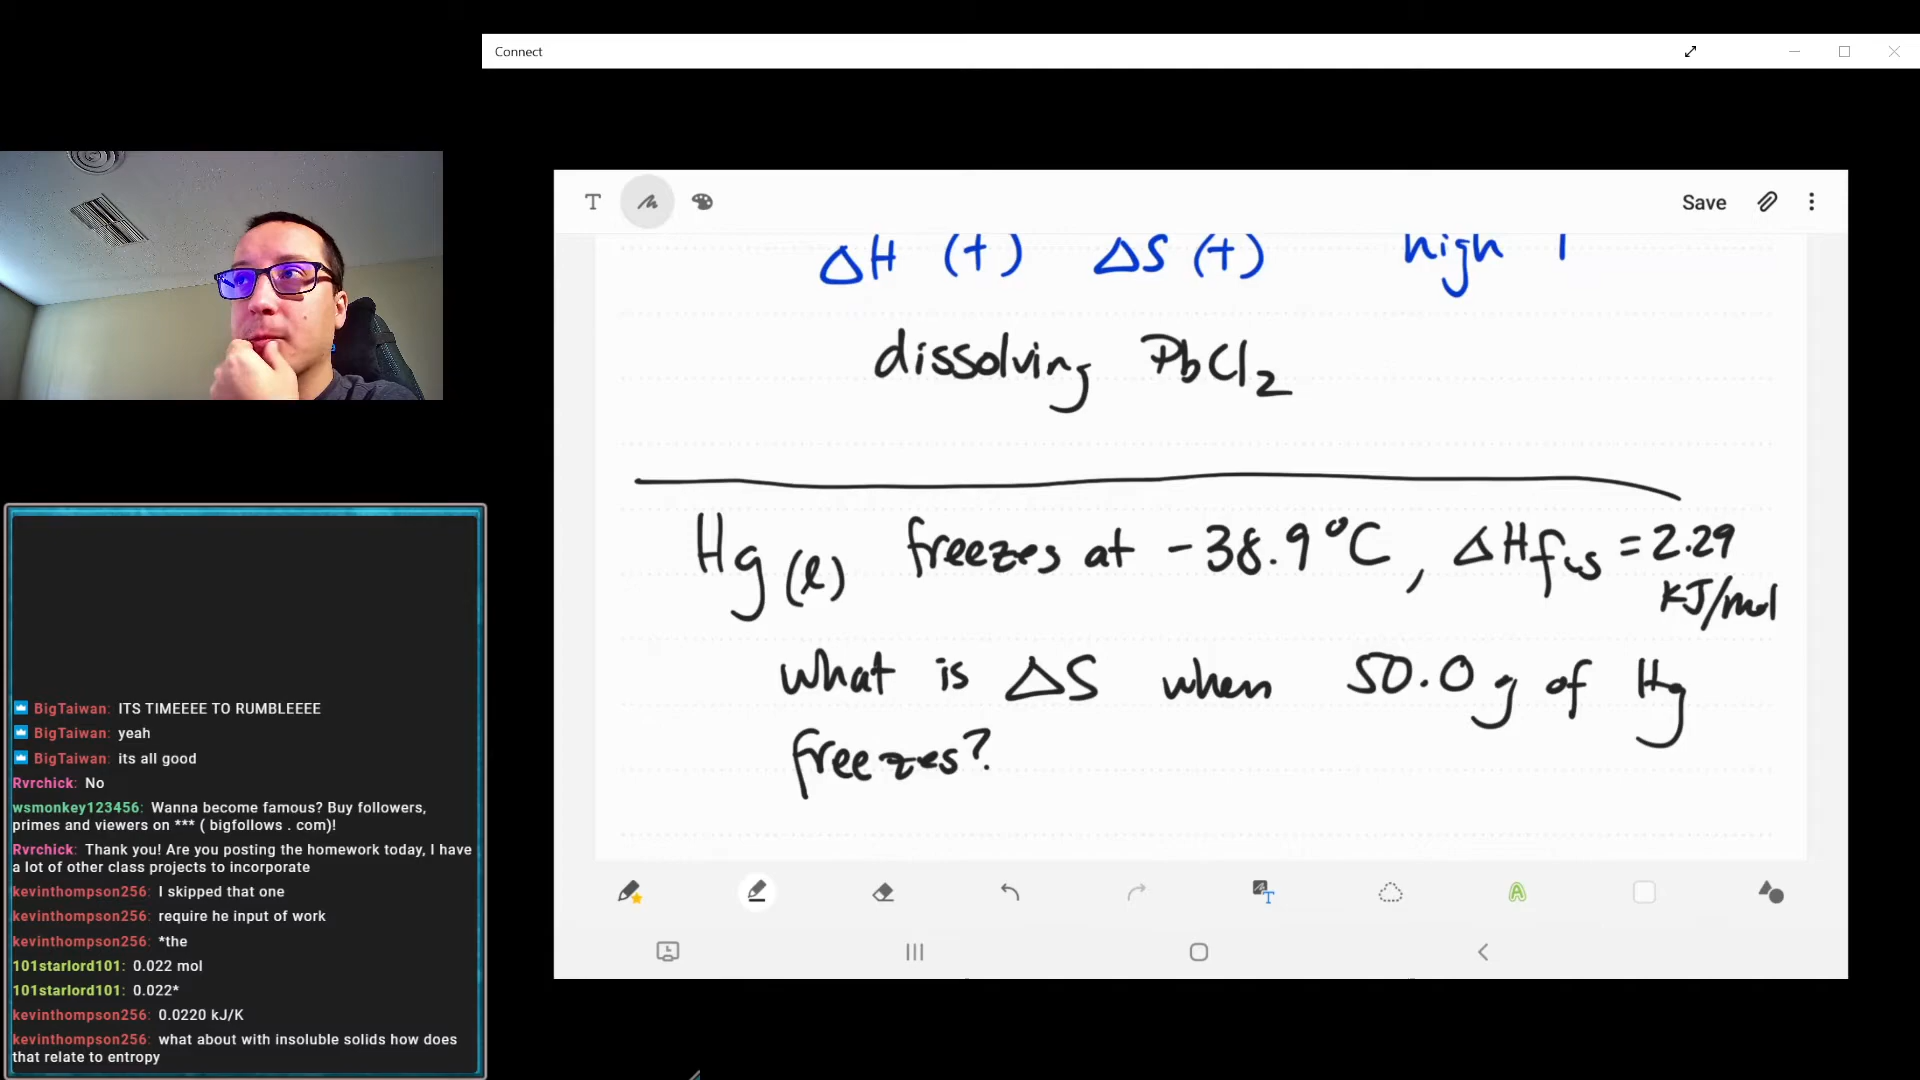 Connect
T
Save
ΔH (+) ΔS (+) high T
dissolving PbCl2
Hg(l) freezes at -38.9°C, ΔHfus = 2.29
kJ/mol
what is ΔS when 50.0g of Hg
freezes?
BigTaiwan: ITS TIMEEEE TO RUMBLEEEE
BigTaiwan: yeah
BigTaiwan: its all good
Rvrchick: No
wsmonkey123456: Wanna become famous? Buy followers,
primes and viewers on *** ( bigfollows . com)!
Rvrchick: Thank you! Are you posting the homework today, I have
a lot of other class projects to incorporate
kevinthompson256: I skipped that one
kevinthompson256: require he input of work
kevinthompson256: *the
101starlord101: 0.022 mol
101starlord101: 0.022*
kevinthompson256: 0.0220 kJ/K
kevinthompson256: what about with insoluble solids how does
that relate to entropy